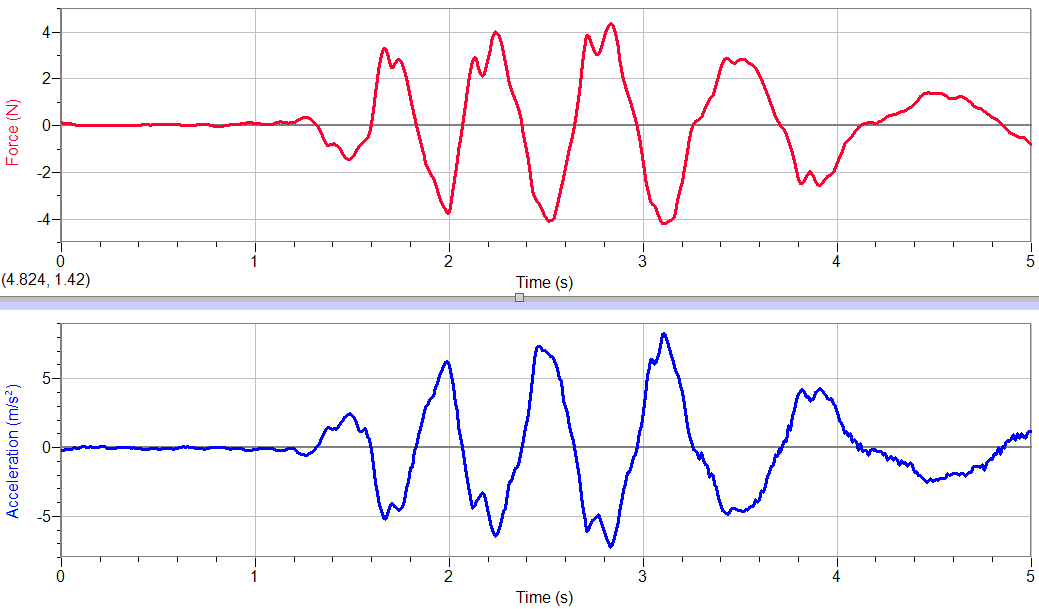 Force (N)
4
2
0
-2
-4
0 1 2 3 4 5
(4.824, 1.42)
Time (s)
Acceleration (m/s²)
5
0
-5
0 1 2 3 4 5
Time (s)